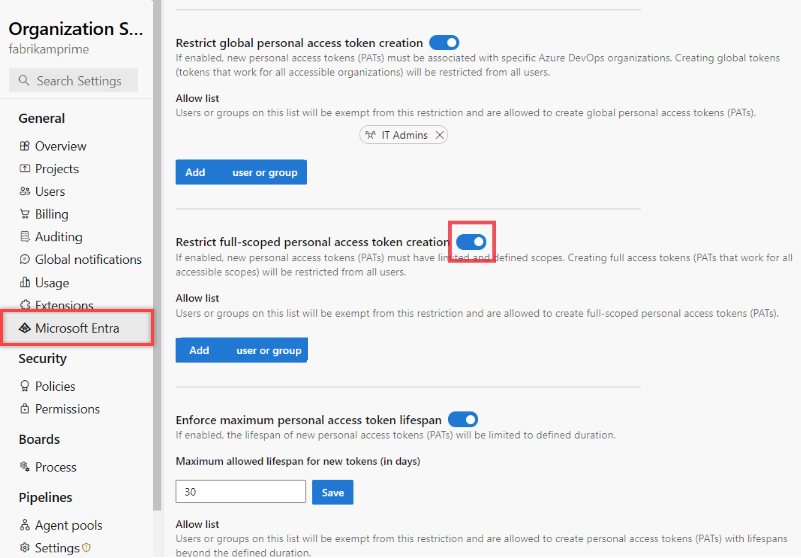 Organization S...
fabrikamprime
Search Settings
General
Overview
Projects
Users
Billing
Auditing
Global notifications
Usage
Extensions
Microsoft Entra
Security
Policies
Permissions
Boards
Process
Pipelines
Agent pools
Settings
Restrict global personal access token creation
If enabled, new personal access tokens (PATs) must be associated with specific Azure DevOps organizations. Creating global tokens
(tokens that work for all accessible organizations) will be restricted from all users.
Allow list
Users or groups on this list will be exempt from this restriction and are allowed to create global personal access tokens (PATs).
IT Admins
Add user or group
Restrict full-scoped personal access token creation
If enabled, new personal access tokens (PATs) must have limited and defined scopes. Creating full access tokens (PATs that work for all
accessible scopes) will be restricted from all users.
Allow list
Users or groups on this list will be exempt from this restriction and are allowed to create full-scoped personal access tokens (PATs).
Add user or group
Enforce maximum personal access token lifespan
If enabled, the lifespan of new personal access tokens (PATs) will be limited to defined duration.
Maximum allowed lifespan for new tokens (in days)
30
Save
Allow list
Users or groups on this list will be exempt from this restriction and are allowed to create personal access tokens (PATs) with lifespans
beyond the defined duration.